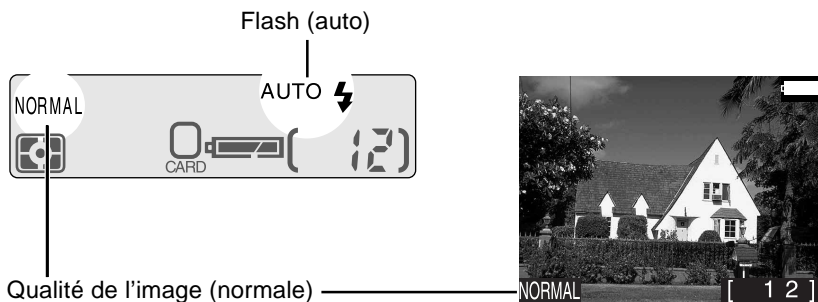 Flash (auto)
NORMAL
AUTO
CARD
( 12)
Qualité de l'image (normale)
NORMAL
[ 12]